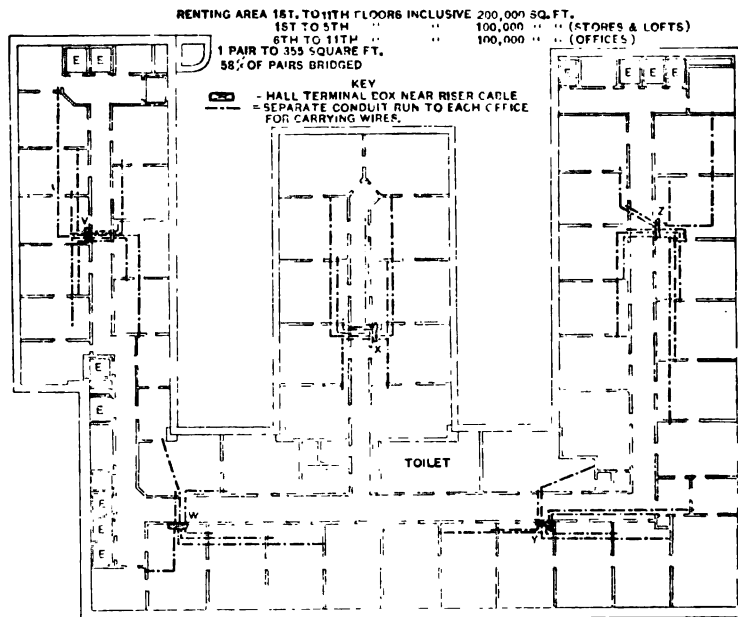 RENTING AREA 1ST. TO 11TH FLOORS INCLUSIVE 200,000 SQ. FT.
1ST TO 5TH " " 100,000 " " (STORES & LOFTS)
6TH TO 11TH " " 100,000 " " (OFFICES)
1 PAIR TO 355 SQUARE FT.
58% OF PAIRS BRIDGED
KEY
- HALL TERMINAL BOX NEAR RISER CABLE
= SEPARATE CONDUIT RUN TO EACH OFFICE
FOR CARRYING WIRES.
E E
E E E E
V
Z
X
E
E
TOILET
E
E
E
W
Y